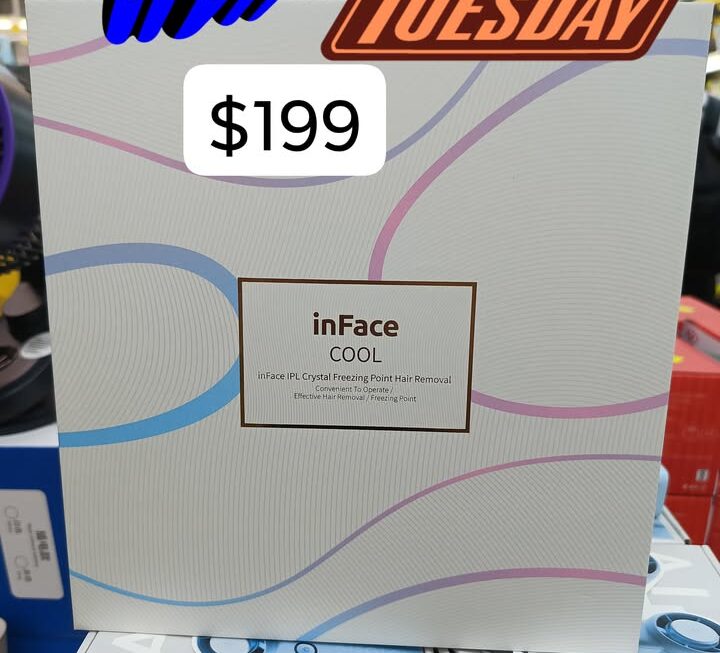 TUESDAY
$199
inFace
COOL
inFace IPL Crystal Freezing Point Hair Removal
Convenient To Operate /
Effective Hair Removal / Freezing Point